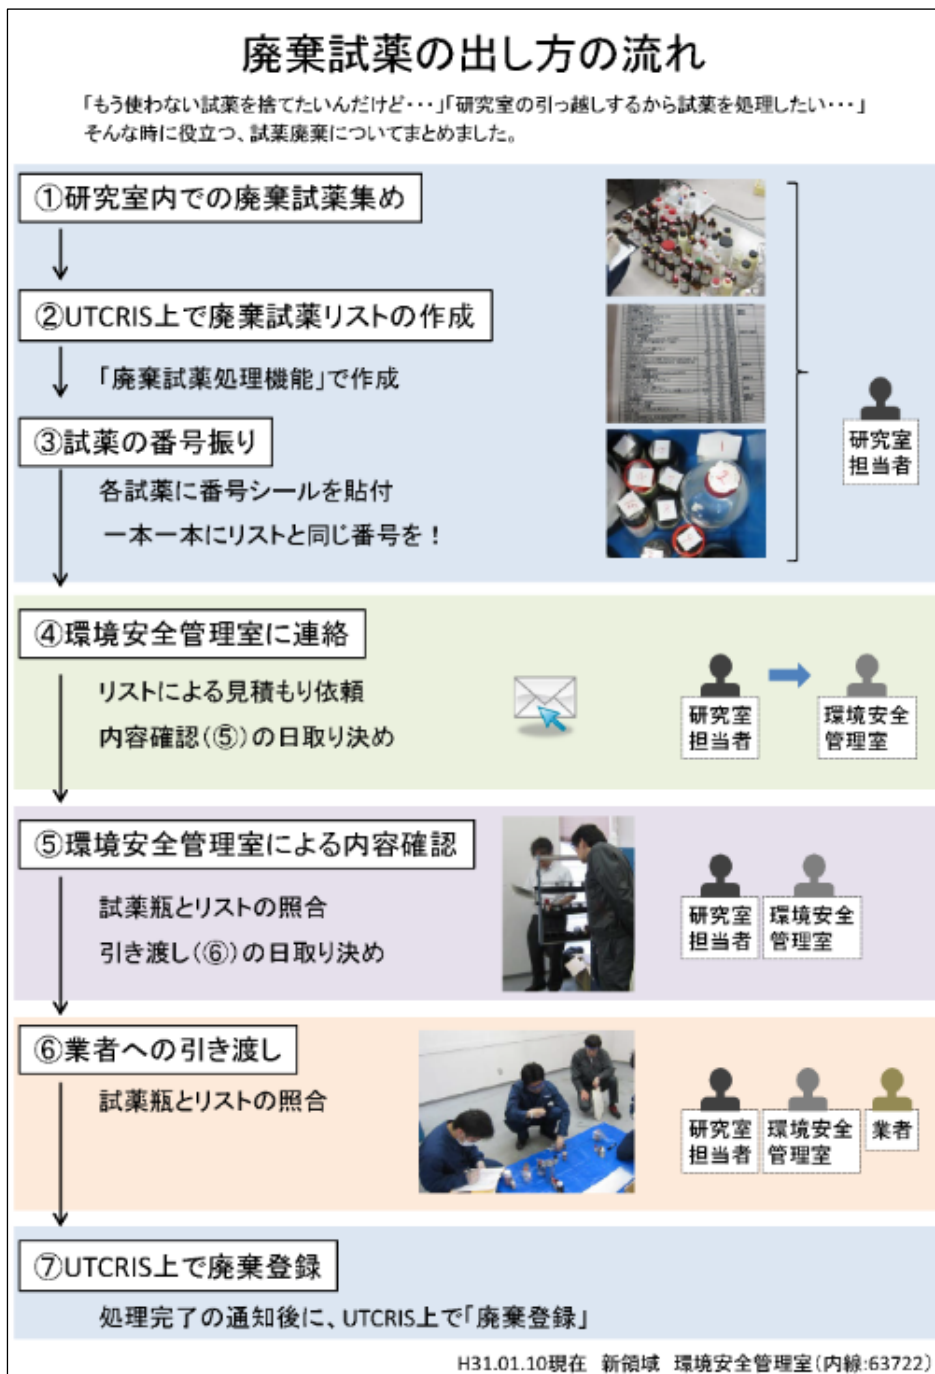 廃棄試薬の出し方の流れ
「もう使わない試薬を捨てたいんだけど・・・」「研究室の引っ越しするから試薬を処理したい・・・」
そんな時に役立つ、試薬廃棄についてまとめました。
①研究室内での廃棄試薬集め
②UTCRIS上で廃棄試薬リストの作成
「廃棄試薬処理機能」で作成
③試薬の番号振り
各試薬に番号シールを貼付
一本一本にリストと同じ番号を！
研究室
担当者
④環境安全管理室に連絡
リストによる見積もり依頼
内容確認(⑤)の日取り決め
研究室
担当者
環境安全
管理室
⑤環境安全管理室による内容確認
試薬瓶とリストの照合
引き渡し(⑥)の日取り決め
研究室
担当者
環境安全
管理室
⑥業者への引き渡し
試薬瓶とリストの照合
研究室
担当者
環境安全
管理室
業者
⑦UTCRIS上で廃棄登録
処理完了の通知後に、UTCRIS上で「廃棄登録」
H31.01.10現在 新領域 環境安全管理室(内線:63722)